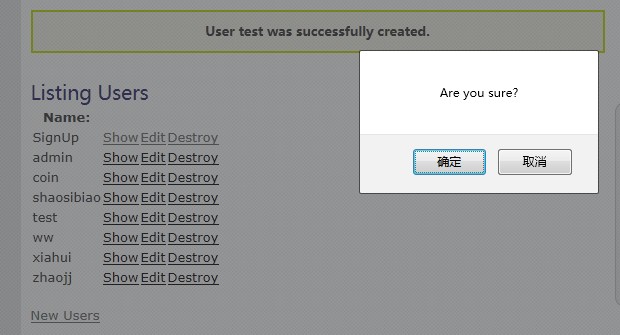 User test was successfully created.
Are you sure?
确定 取消
Listing Users
Name:
SignUp Show Edit Destroy
admin Show Edit Destroy
coin Show Edit Destroy
shaosibiao Show Edit Destroy
test Show Edit Destroy
ww Show Edit Destroy
xiahui Show Edit Destroy
zhaojj Show Edit Destroy
New Users